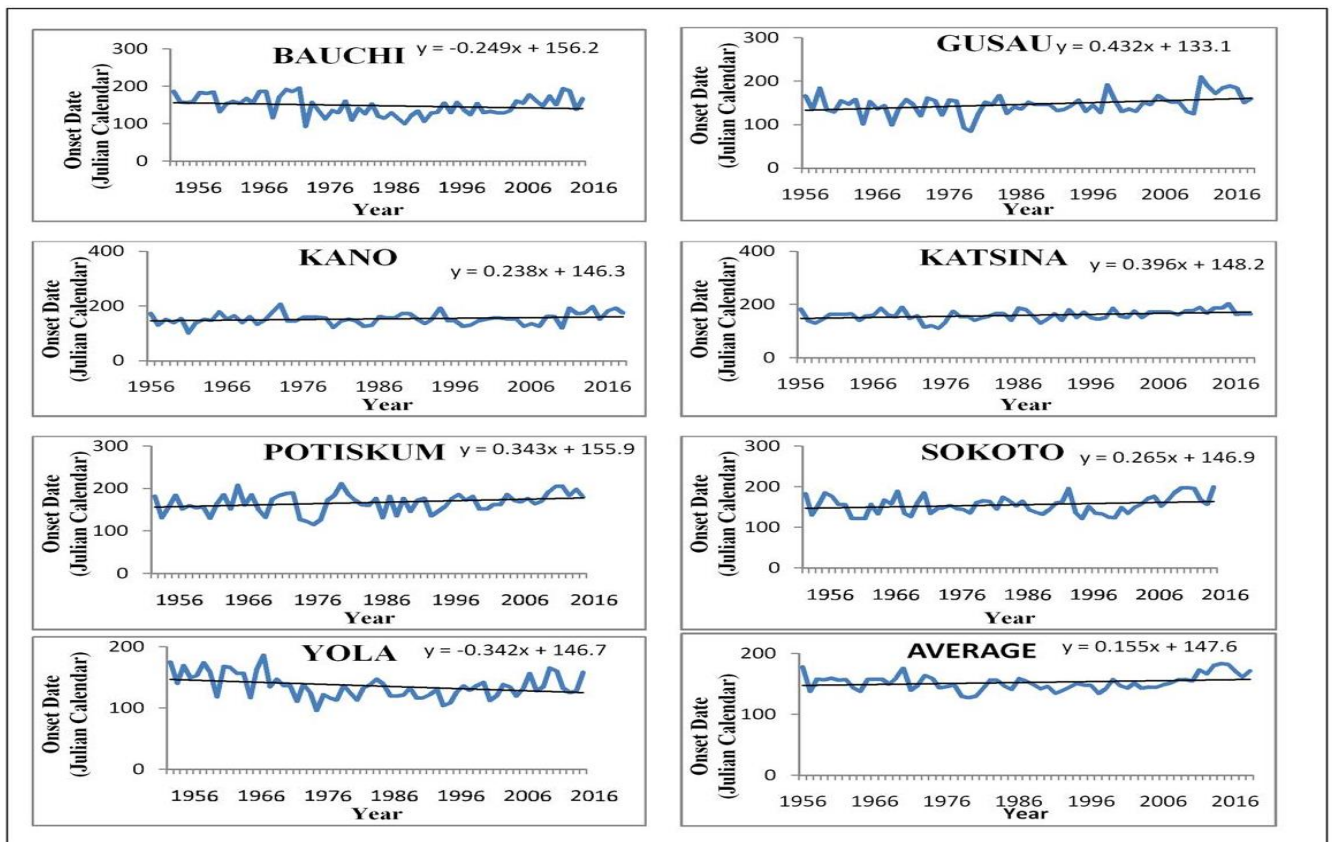 BAUCHI y = -0.249x + 156.2
300
200
100
0
Onset Date
(Julian Calendar)
1956 1966 1976 1986 1996 2006 2016
Year
GUSAU y = 0.432x + 133.1
300
200
100
0
Onset Date
(Julian Calendar)
1956 1966 1976 1986 1996 2006 2016
Year
KANO
y = 0.238x + 146.3
400
200
0
Onset Date
(Julian Calendar)
1956 1966 1976 1986 1996 2006 2016
Year
KATSINA
y = 0.396x + 148.2
400
200
0
Onset Date
(Julian Calendar)
1956 1966 1976 1986 1996 2006 2016
Year
POTISKUM y = 0.343x + 155.9
300
200
100
0
Onset Date
(Julian Calendar)
1956 1966 1976 1986 1996 2006 2016
Year
SOKOTO y = 0.265x + 146.9
300
200
100
0
Onset Date
(Julian Calendar)
1956 1966 1976 1986 1996 2006 2016
Year
YOLA y = -0.342x + 146.7
200
100
0
Onset Date
(Julian Calendar)
1956 1966 1976 1986 1996 2006 2016
Year
AVERAGE y = 0.155x + 147.6
200
100
0
Onset Date
(Julian Calendar)
1956 1966 1976 1986 1996 2006 2016
Year